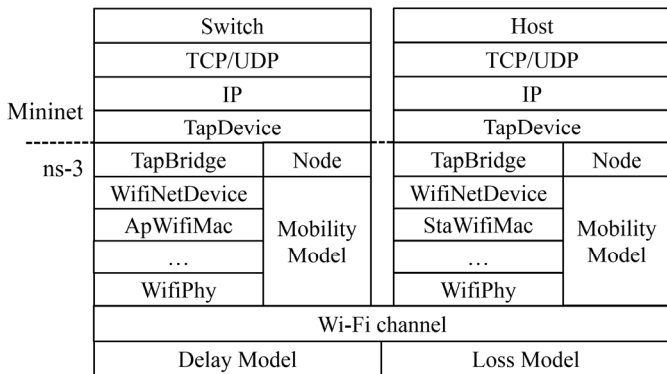 Switch Host
TCP/UDP TCP/UDP
IP IP
Mininet
TapDevice TapDevice
ns-3
TapBridge Node TapBridge Node
WifiNetDevice WifiNetDevice
ApWifiMac Mobility StaWifiMac Mobility
… Model … Model
WifiPhy WifiPhy
Wi-Fi channel
Delay Model Loss Model